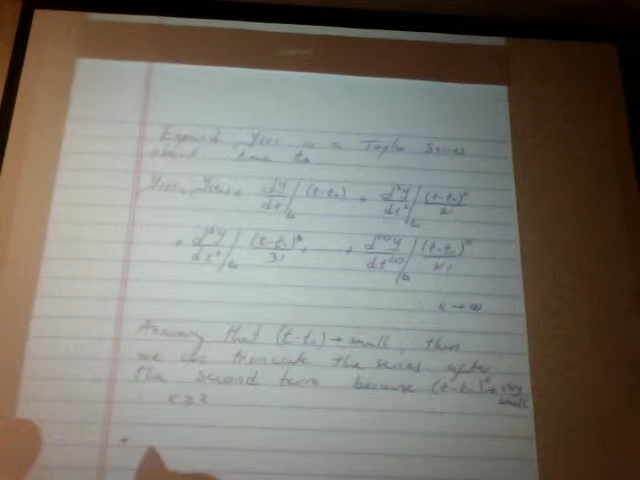 Expand y(t) in a Taylor Series
about time t₀
y(t) = y(t₀) + dy/dt|t₀ (t-t₀) + d²y/dt²|t₀ (t-t₀)²/2!
+ d³y/dt³|t₀ (t-t₀)³/3! + ... + d^∞y/dt^∞|t₀ (t-t₀)^k/k!
k → ∞
Assuming that (t-t₀) → small, then
we can truncate the series after
the second term because (t-t₀)^k → very small
k ≥ 2